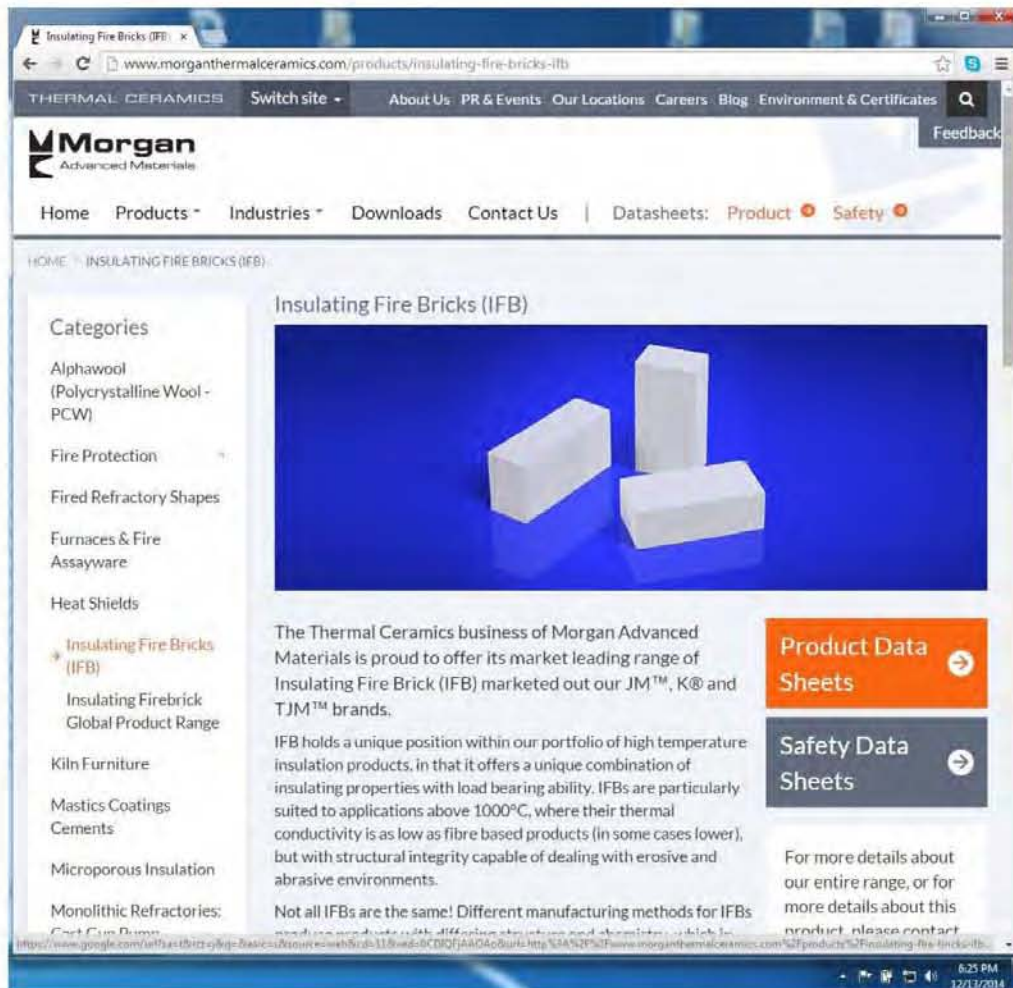 Insulating Fire Bricks (IFB)
www.morganthermalceramics.com/products/insulating-fire-bricks-ifb
THERMAL CERAMICS Switch site About Us PR & Events Our Locations Careers Blog Environment & Certificates
Feedback
Morgan
Advanced Materials
Home Products Industries Downloads Contact Us | Datasheets: Product Safety
HOME INSULATING FIRE BRICKS (IFB)
Categories
Alphawool
(Polycrystalline Wool -
PCW)
Fire Protection
Fired Refractory Shapes
Furnaces & Fire
Assayware
Heat Shields
Insulating Fire Bricks
(IFB)
Insulating Firebrick
Global Product Range
Kiln Furniture
Mastics Coatings
Cements
Microporous Insulation
Monolithic Refractories:
Insulating Fire Bricks (IFB)
The Thermal Ceramics business of Morgan Advanced
Materials is proud to offer its market leading range of
Insulating Fire Brick (IFB) marketed out our JM™, K® and
TJM™ brands.
IFB holds a unique position within our portfolio of high temperature
insulation products, in that it offers a unique combination of
insulating properties with load bearing ability. IFBs are particularly
suited to applications above 1000°C, where their thermal
conductivity is as low as fibre based products (in some cases lower),
but with structural integrity capable of dealing with erosive and
abrasive environments.
Not all IFBs are the same! Different manufacturing methods for IFBs
Product Data
Sheets
Safety Data
Sheets
For more details about
our entire range, or for
more details about this
product, please contact
6:25 PM
12/13/2014